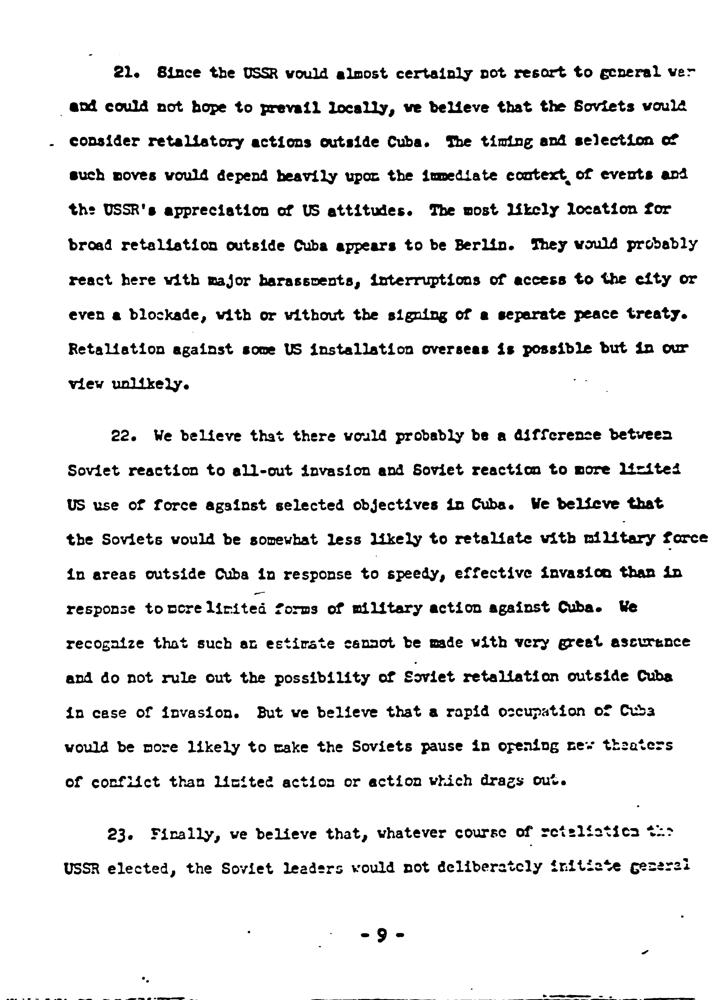 21. Since the USSR would almost certainly not resort to general war
and could not hope to prevail locally, we believe that the Soviets would
consider retaliatory actions outside Cuba. The timing and selection of
such moves would depend heavily upon the immediate context of events and
the USSR's appreciation of US attitudes. The most likely location for
broad retaliation outside Cuba appears to be Berlin. They would probably
react here with major harassments, interruptions of access to the city or
even a blockade, with or without the signing of a separate peace treaty.
Retaliation against some US installation overseas is possible but in our
view unlikely.
22. We believe that there would probably be a difference between
Soviet reaction to all-out invasion and Soviet reaction to more limited
US use of force against selected objectives in Cuba. We believe that
the Soviets would be somewhat less likely to retaliate with military force
in areas outside Cuba in response to speedy, effective invasion than in
response to more limited forms of military action against Cuba. We
recognize that such an estimate cannot be made with very great assurance
and do not rule out the possibility of Soviet retaliation outside Cuba
in case of invasion. But we believe that a rapid occupation of Cuba
would be more likely to make the Soviets pause in opening new theaters
of conflict than limited action or action which drags out.
23. Finally, we believe that, whatever course of retaliation the
USSR elected, the Soviet leaders would not deliberately initiate general
- 9 -